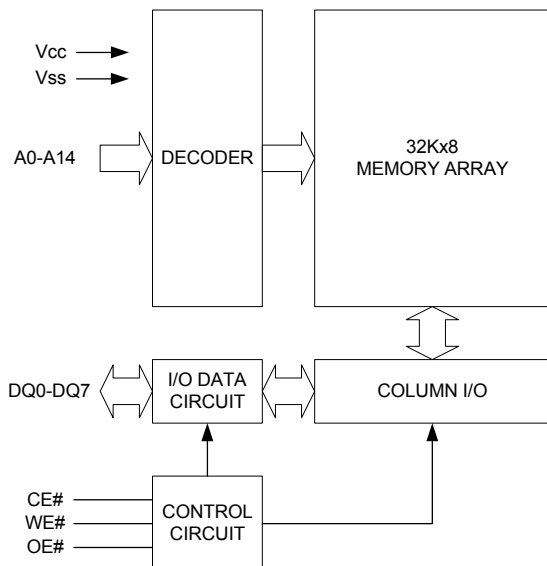 Vcc
Vss
A0-A14
DECODER
32Kx8
MEMORY ARRAY
DQ0-DQ7
I/O DATA
CIRCUIT
COLUMN I/O
CE#
WE#
OE#
CONTROL
CIRCUIT